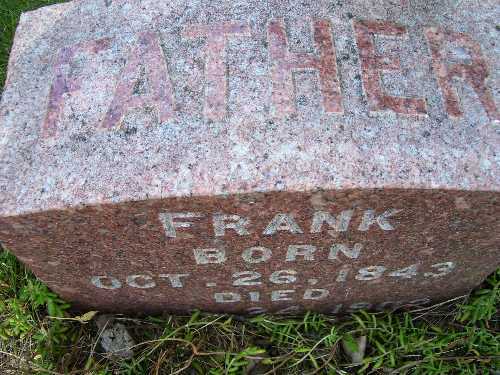 FATHER
FRANK
BORN
OCT. 26, 1843
DIED